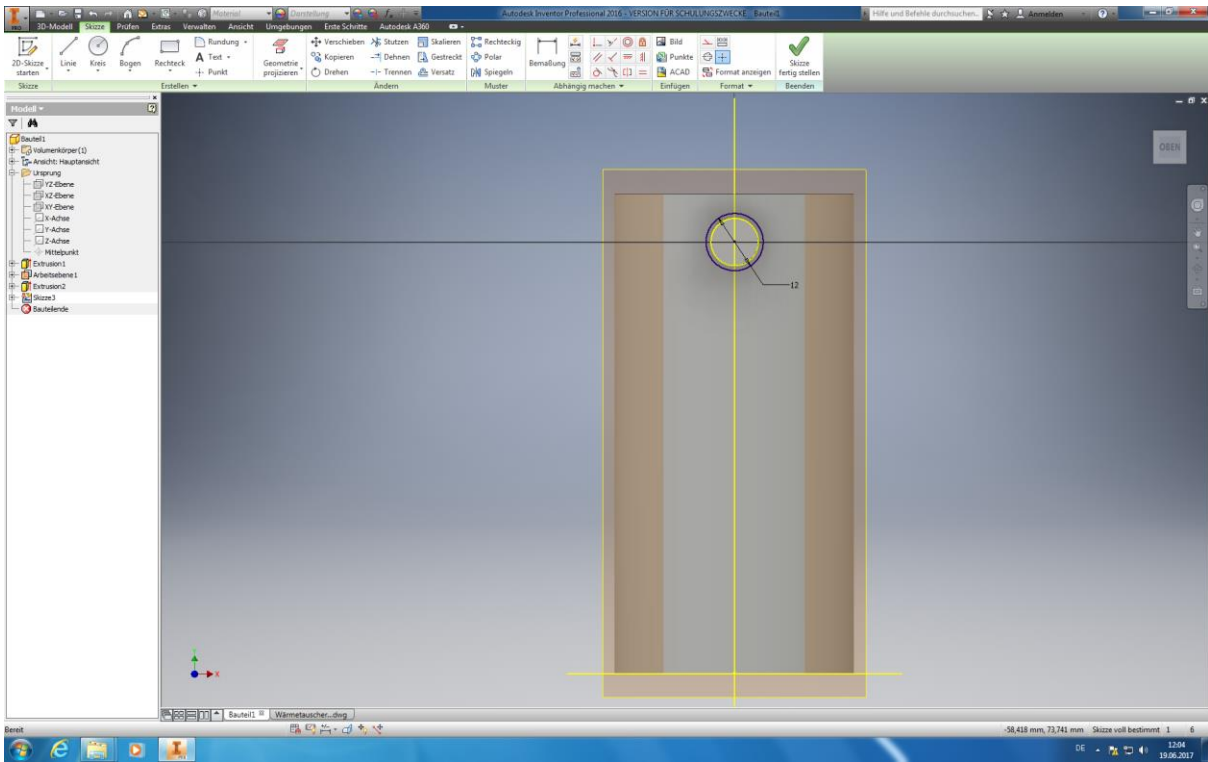 Material
Darstellung
Autodesk Inventor Professional 2016 - VERSION FÜR SCHULUNGSZWECKE Bauteil1
Hilfe und Befehle durchsuchen...
Anmelden
3D-Modell Skizze Prüfen Extras Verwalten Ansicht Umgebungen Erste Schritte Autodesk A360
2D-Skizze starten
Linie
Kreis
Bogen
Rechteck
Rundung
Text
Punkt
Geometrie projizieren
Verschieben Stutzen Skalieren
Kopieren Dehnen Gestreckt
Drehen Trennen Versatz
Rechteckig
Polar
Spiegeln
Bemaßung
Bild
Punkte
ACAD
Format anzeigen
Skizze fertig stellen
Skizze Erstellen Ändern Muster Abhängig machen Einfügen Format Beenden
Modell
Bauteil1
Volumenkörper(1)
Ansicht: Hauptansicht
Ursprung
YZ-Ebene
XZ-Ebene
XY-Ebene
X-Achse
Y-Achse
Z-Achse
Mittelpunkt
Extrusion1
Arbeitsebene1
Extrusion2
Skizze3
Bauteilende
OBEN
12
Y
X
Bauteil1 Wärmetauscher...dwg
Bereit
-58,418 mm, 73,741 mm Skizze voll bestimmt 1 6
DE
12:04
19.06.2017